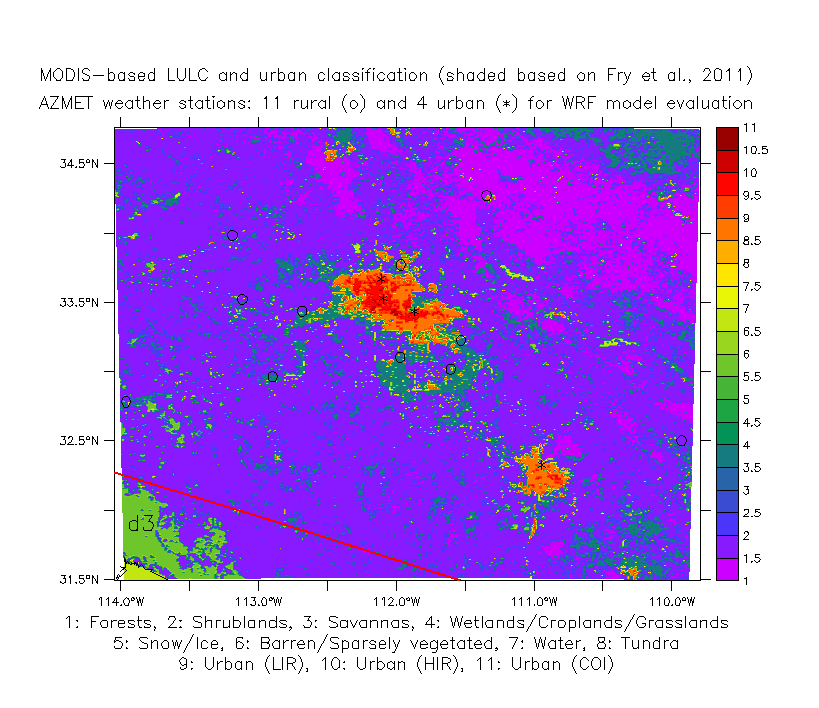 MODIS-based LULC and urban classification (shaded based on Fry et al., 2011)
AZMET weather stations: 11 rural (o) and 4 urban (*) for WRF model evaluation
11
10.5
34.5°N
10
9.5
9
8.5
8
7.5
33.5°N
7
6.5
6
5.5
5
4.5
32.5°N
4
3.5
3
2.5
d3
2
1.5
31.5°N
1
114.0°W 113.0°W 112.0°W 111.0°W 110.0°W
1: Forests, 2: Shrublands, 3: Savannas, 4: Wetlands/Croplands/Grasslands
5: Snow/Ice, 6: Barren/Sparsely vegetated, 7: Water, 8: Tundra
9: Urban (LIR), 10: Urban (HIR), 11: Urban (COI)